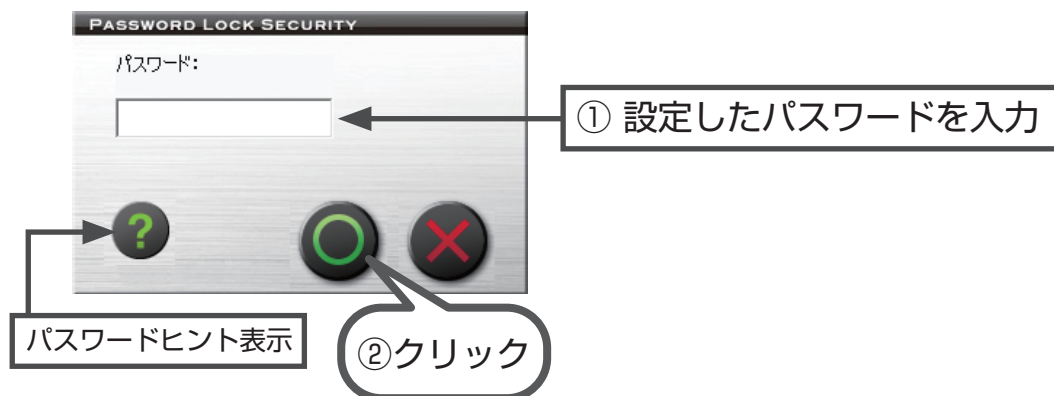 PASSWORD LOCK SECURITY
パスワード:
① 設定したパスワードを入力
?
パスワードヒント表示
②クリック